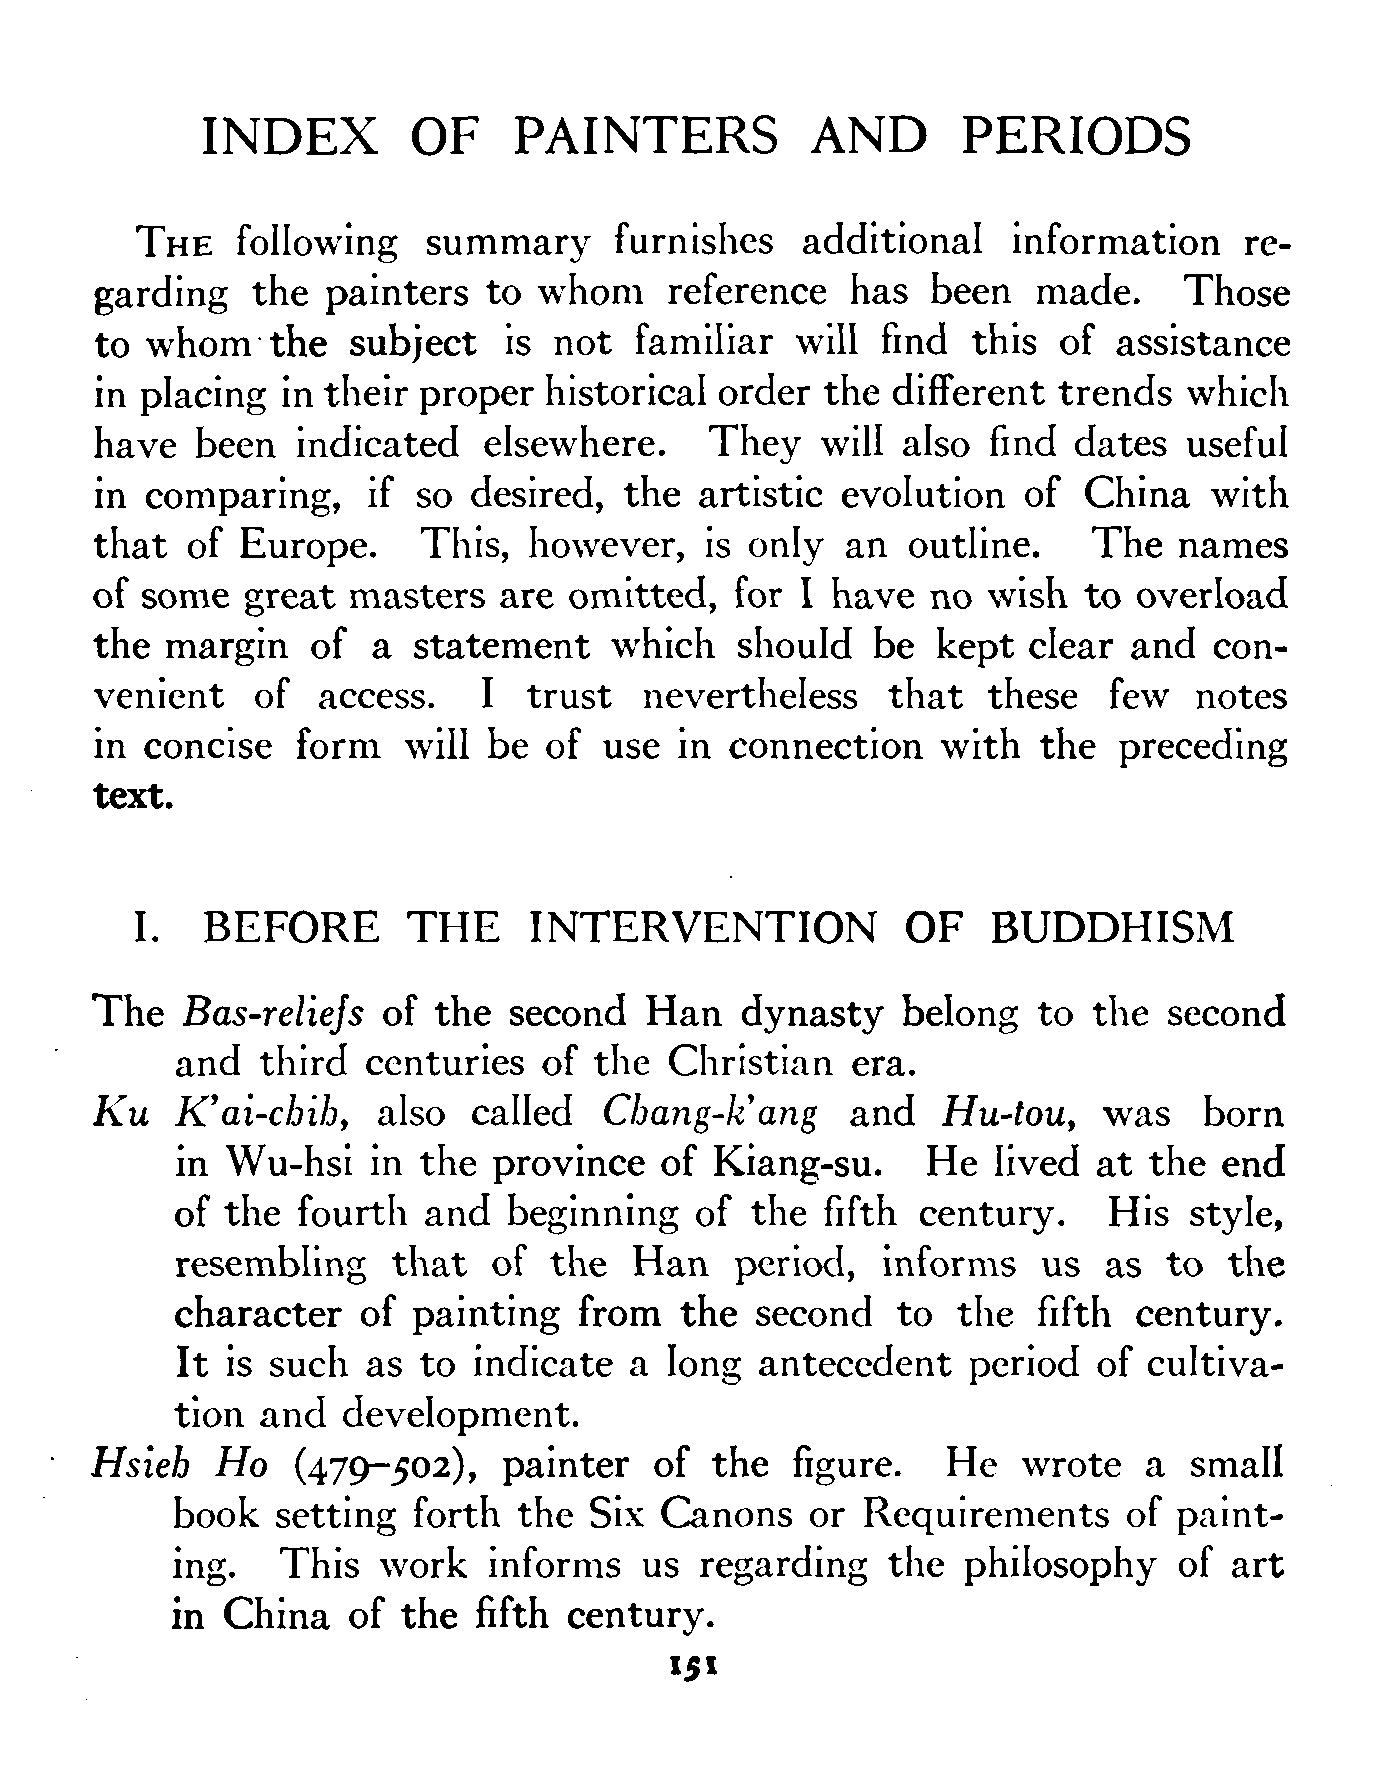 INDEX OF PAINTERS AND PERIODS
THE following summary furnishes additional information re-
garding the painters to whom reference has been made. Those
to whom the subject is not familiar will find this of assistance
in placing in their proper historical order the different trends which
have been indicated elsewhere. They will also find dates useful
in comparing, if so desired, the artistic evolution of China with
that of Europe. This, however, is only an outline. The names
of some great masters are omitted, for I have no wish to overload
the margin of a statement which should be kept clear and con-
venient of access. I trust nevertheless that these few notes
in concise form will be of use in connection with the preceding
text.
I. BEFORE THE INTERVENTION OF BUDDHISM
The Bas-reliefs of the second Han dynasty belong to the second
and third centuries of the Christian era.
Ku K'ai-chih, also called Chang-k'ang and Hu-tou, was born
in Wu-hsi in the province of Kiang-su. He lived at the end
of the fourth and beginning of the fifth century. His style,
resembling that of the Han period, informs us as to the
character of painting from the second to the fifth century.
It is such as to indicate a long antecedent period of cultiva-
tion and development.
Hsieh Ho (479–502), painter of the figure. He wrote a small
book setting forth the Six Canons or Requirements of paint-
ing. This work informs us regarding the philosophy of art
in China of the fifth century.
151